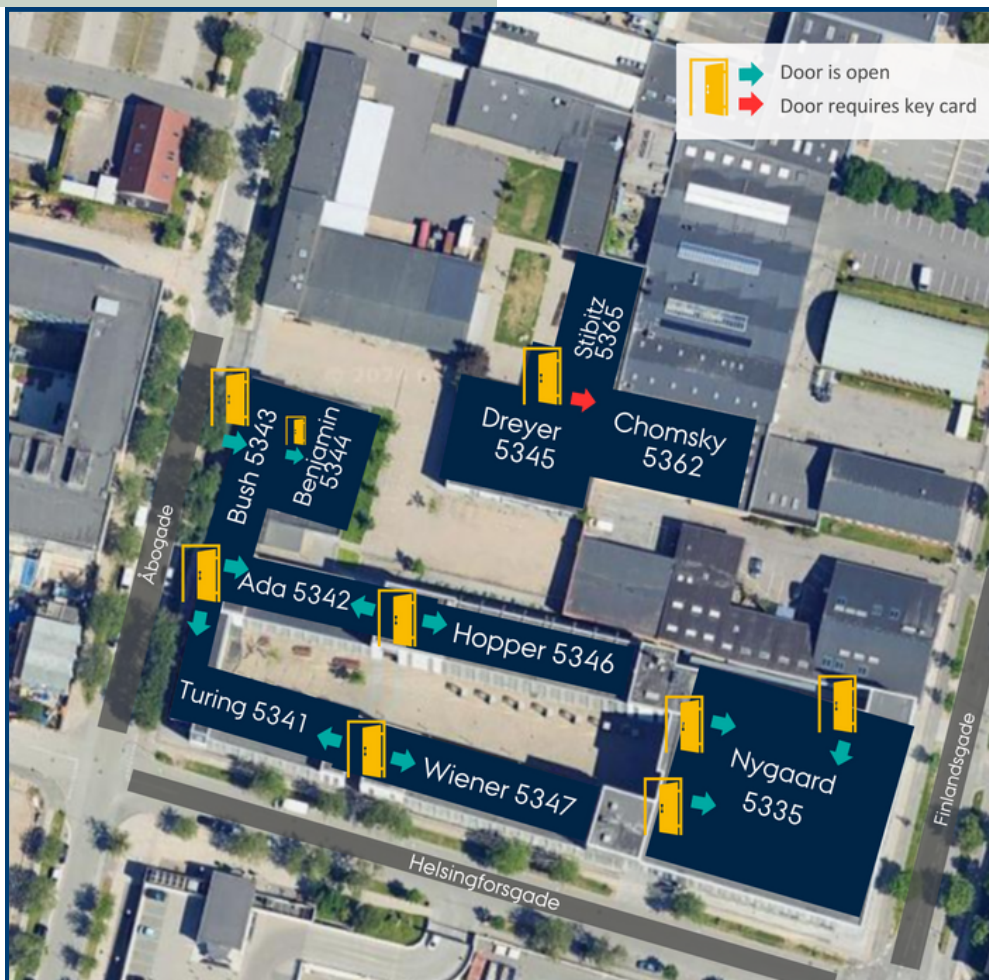 Door is open
Door requires key card
Stibitz
5365
Dreyer
5345
Chomsky
5362
Bush 5343
Benjamin
5344
Åbogade
Ada 5342
Hopper 5346
Turing 5341
Wiener 5347
Nygaard
5335
Finlandsgade
Helsingforsgade